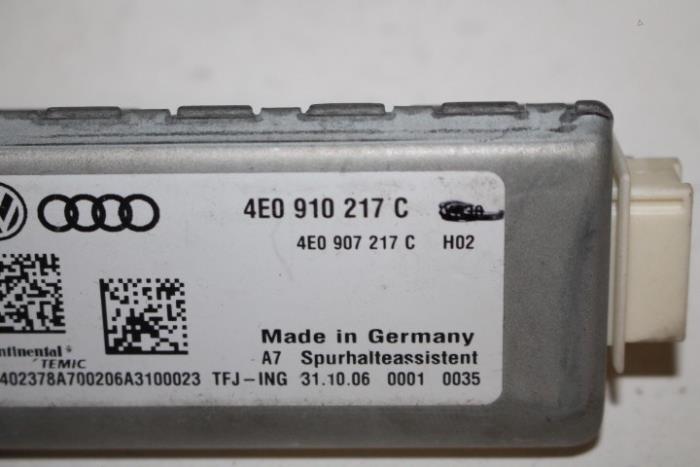 4E0 910 217 C
4E0 907 217 C H02
Made in Germany
A7 Spurhalteassistent
TEMIC
402378A700206A3100023 TFJ-ING 31.10.06 0001 0035